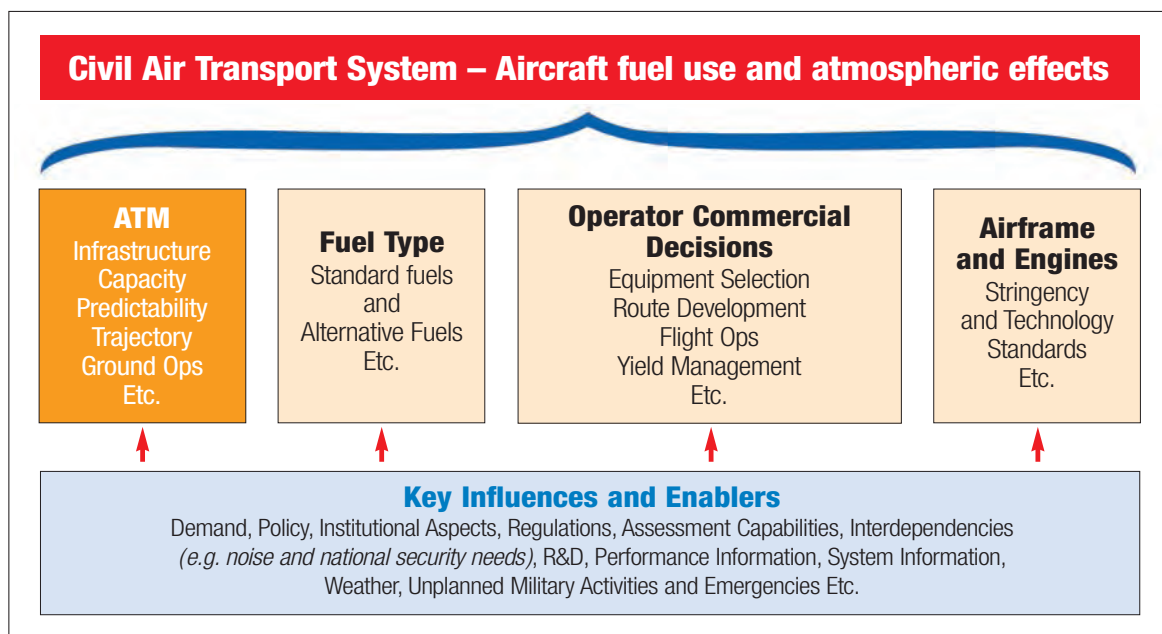 Civil Air Transport System – Aircraft fuel use and atmospheric effects
ATM
Infrastructure
Capacity
Predictability
Trajectory
Ground Ops
Etc.
Fuel Type
Standard fuels
and
Alternative Fuels
Etc.
Operator Commercial
Decisions
Equipment Selection
Route Development
Flight Ops
Yield Management
Etc.
Airframe
and Engines
Stringency
and Technology
Standards
Etc.
Key Influences and Enablers
Demand, Policy, Institutional Aspects, Regulations, Assessment Capabilities, Interdependencies
(e.g. noise and national security needs), R&D, Performance Information, System Information,
Weather, Unplanned Military Activities and Emergencies Etc.